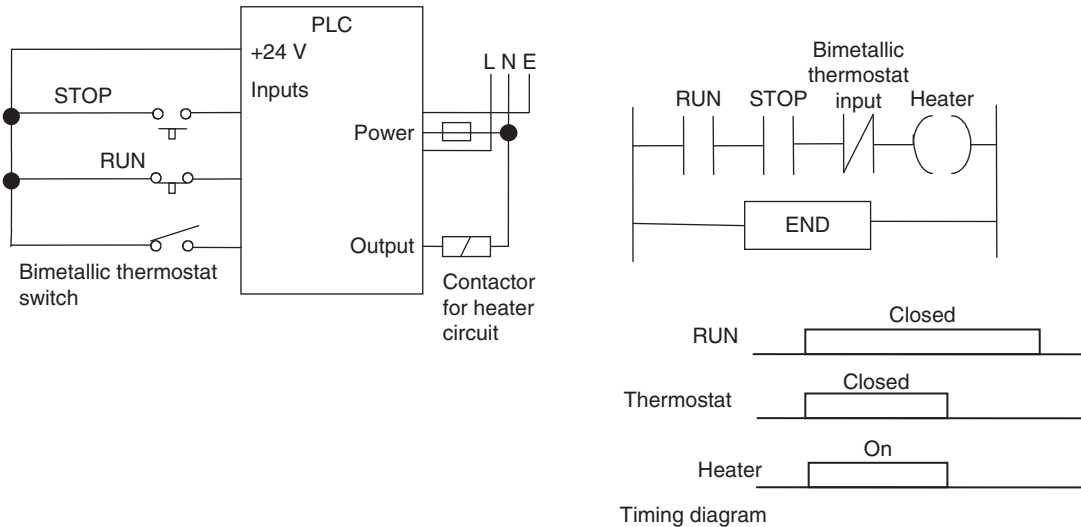 PLC
+24 V
STOP
Inputs
RUN
Power
L N E
Output
Bimetallic thermostat
switch
Contactor
for heater
circuit
Bimetallic
thermostat
input
RUN
STOP
Heater
END
RUN
Closed
Thermostat
Closed
Heater
On
Timing diagram